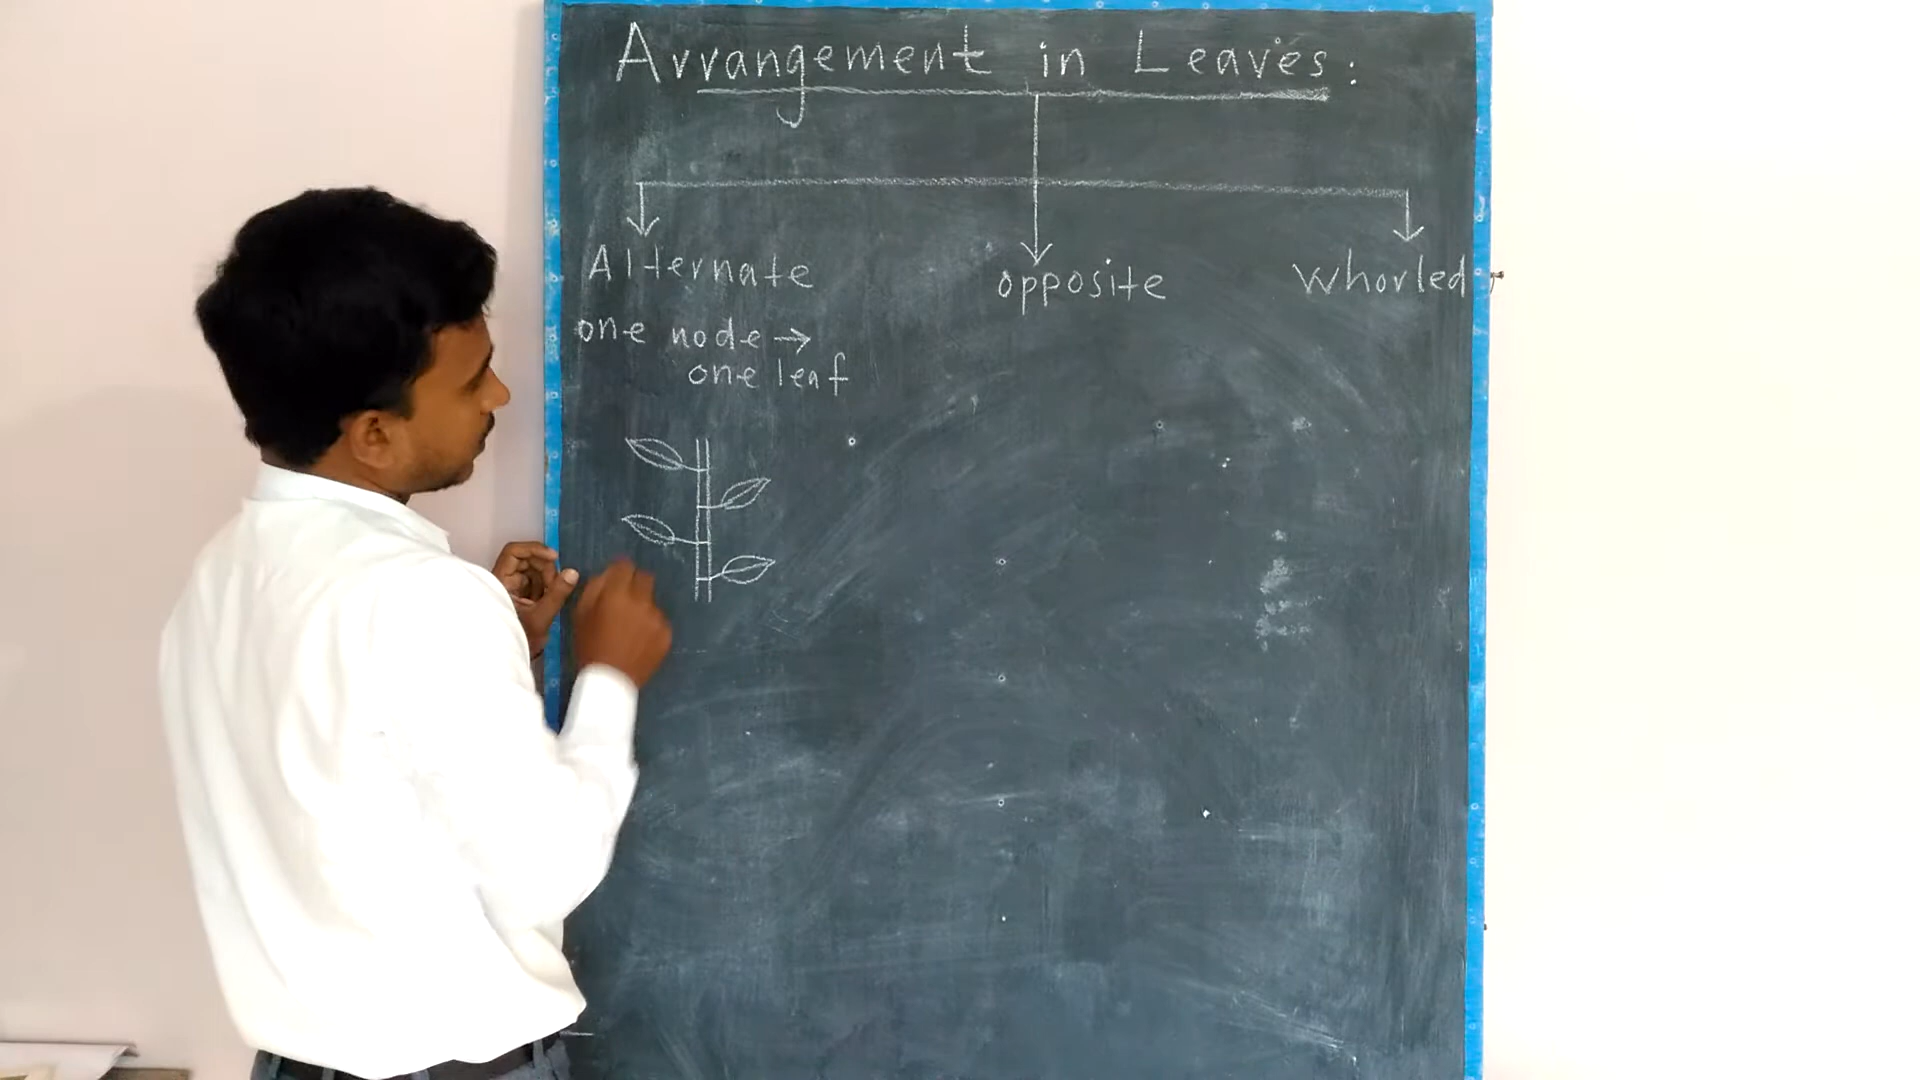 Arrangement in Leaves:
Alternate
opposite
Whorled
one node →
one leaf